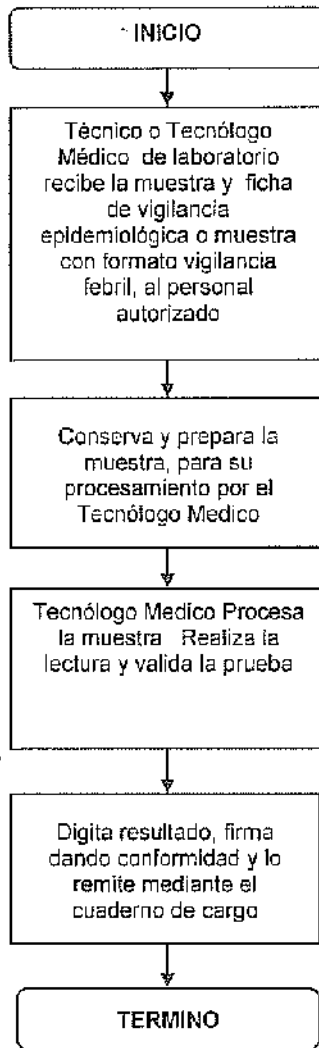 INICIO
Técnico o Tecnólogo
Médico de laboratorio
recibe la muestra y ficha
de vigilancia
epidemiológica o muestra
con formato vigilancia
febril, al personal
autorizado
Conserva y prepara la
muestra, para su
procesamiento por el
Tecnólogo Medico
Tecnólogo Medico Procesa
la muestra Realiza la
lectura y valida la prueba
Digita resultado, firma
dando conformidad y lo
remite mediante el
cuaderno de cargo
TERMINO